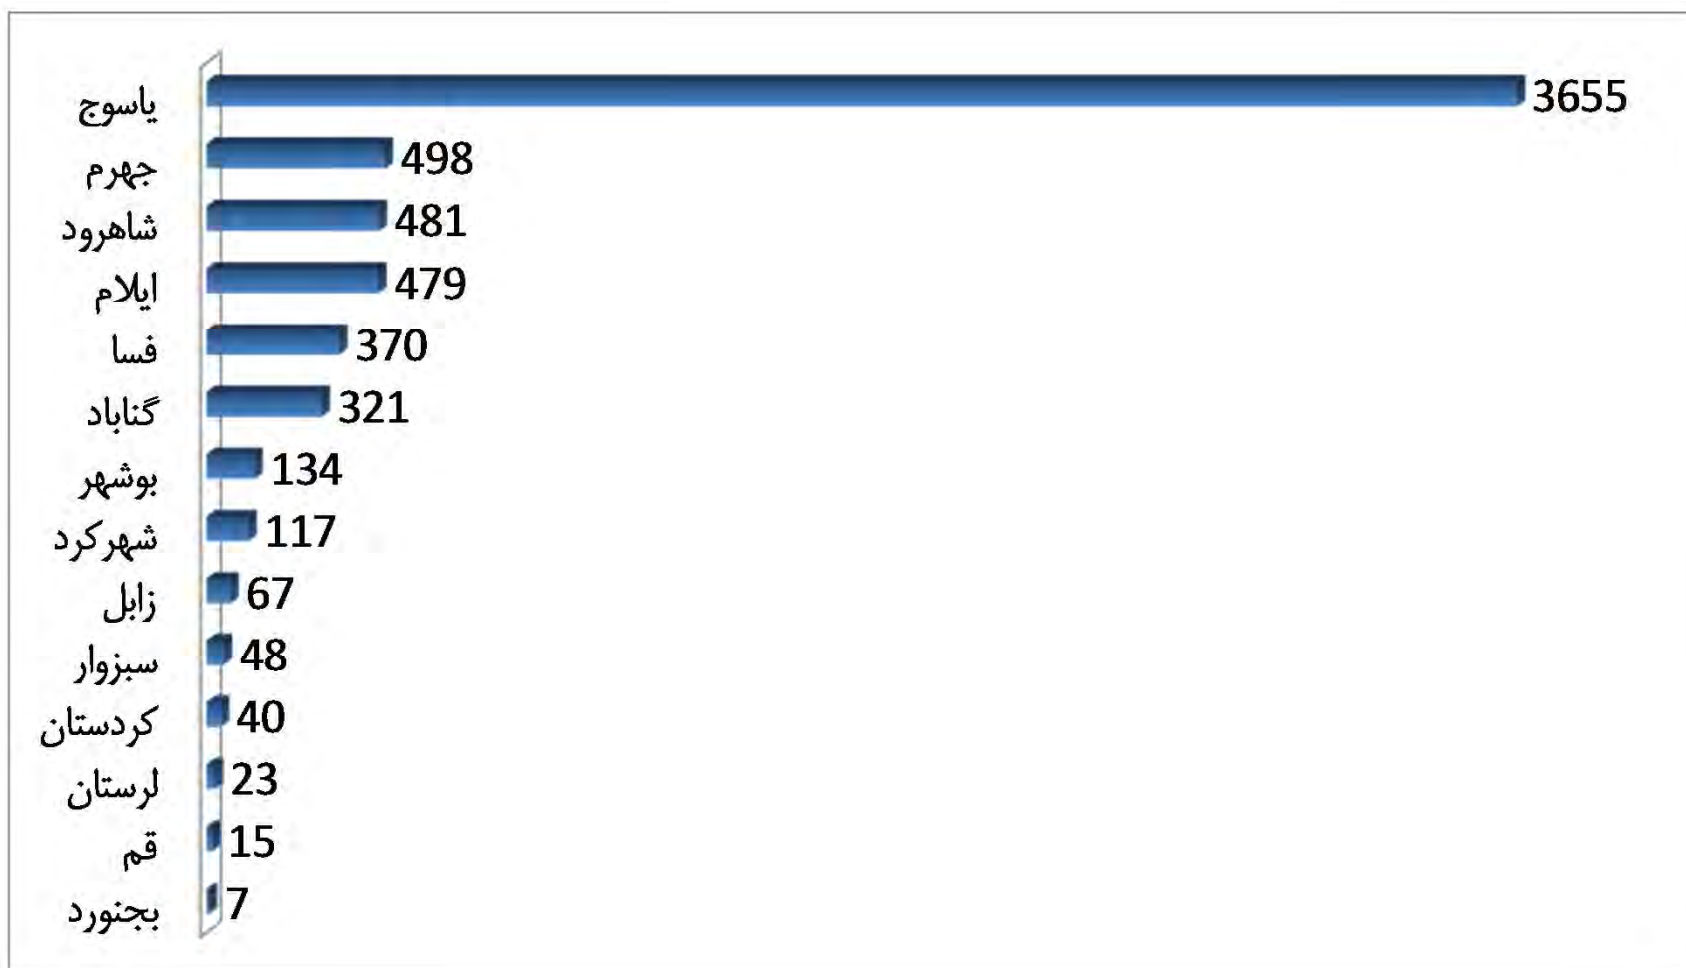 یاسوج 3655
جهرم 498
شاهرود 481
ایلام 479
فسا 370
گناباد 321
بوشهر 134
شهرکرد 117
زابل 67
سبزوار 48
کردستان 40
لرستان 23
قم 15
بجنورد 7